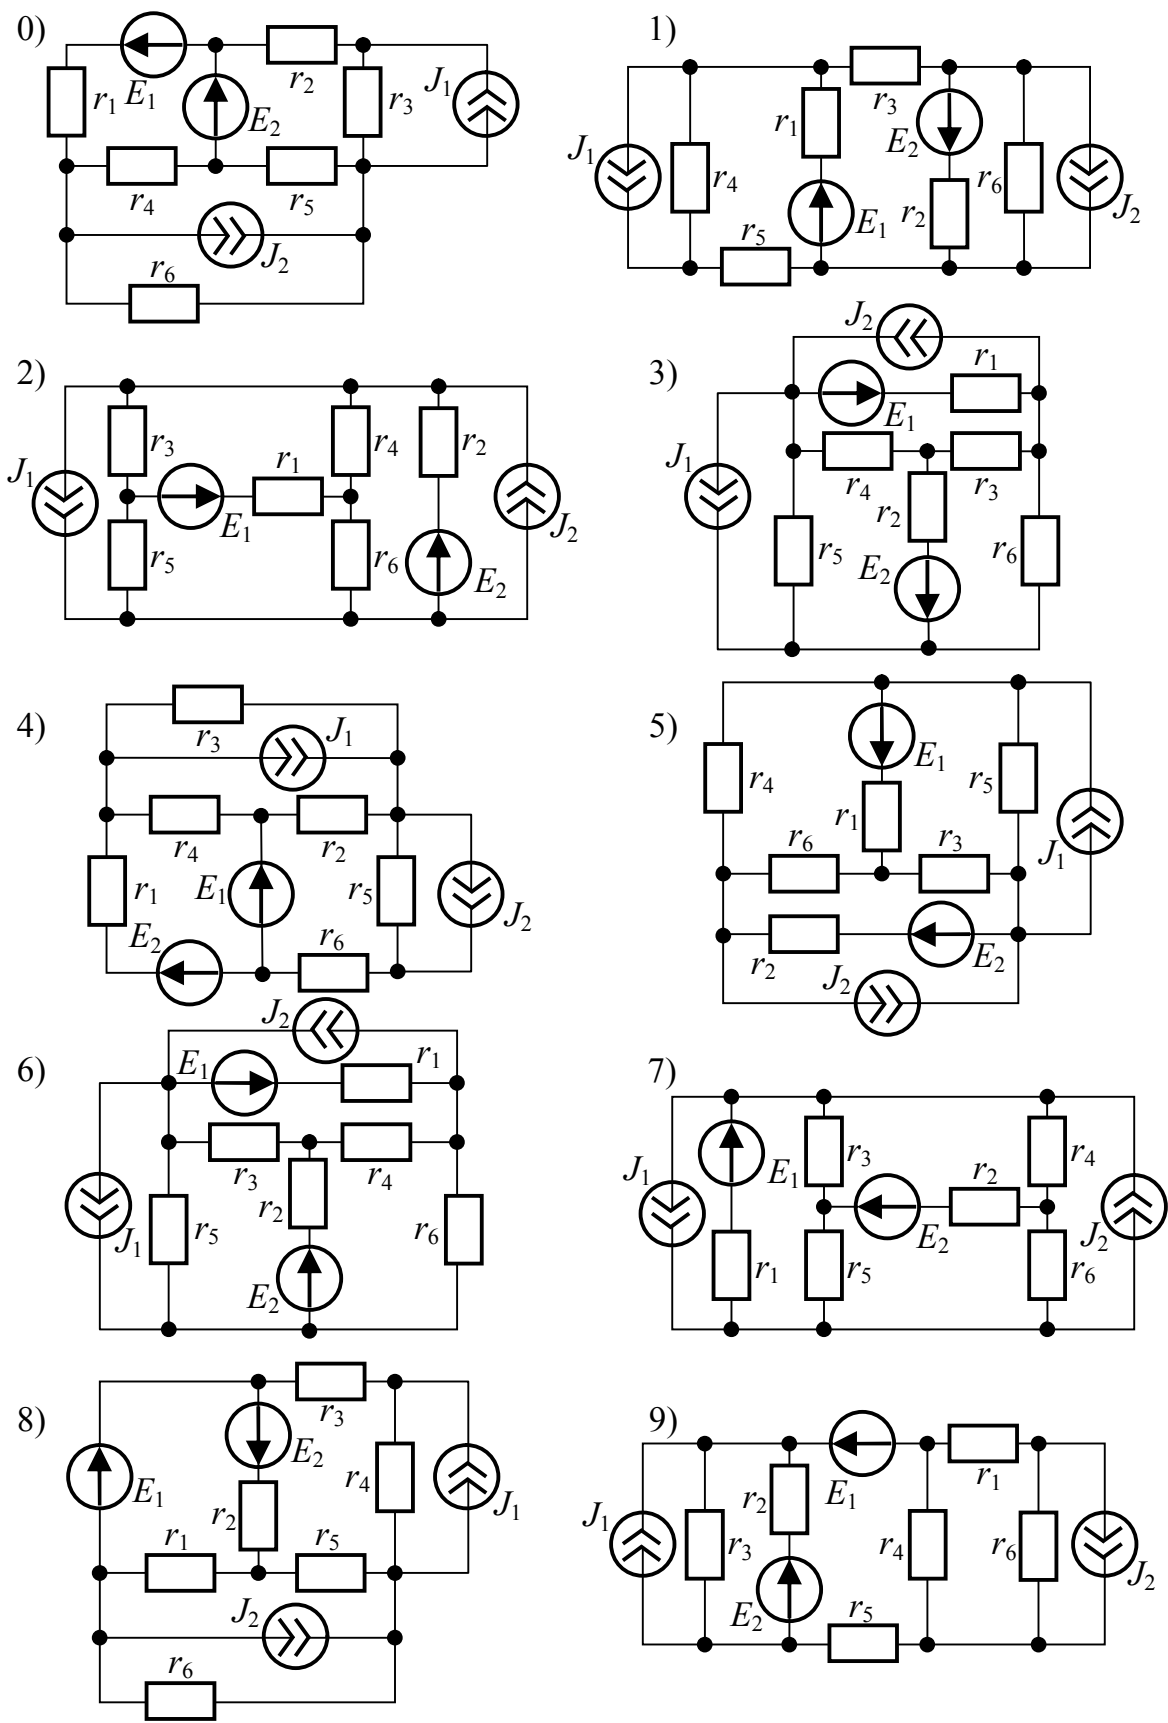 0)
E₁
r₂
r₁
r₃
J₁
E₂
r₄
r₅
J₂
r₆
1)
r₃
r₁
E₂
J₁
r₄
r₆
J₂
E₁
r₂
r₅
2)
r₃
r₄
r₂
r₁
J₁
E₁
J₂
r₅
r₆
E₂
3)
J₂
r₁
E₁
J₁
r₄
r₃
r₂
r₅
E₂
r₆
4)
r₃
J₁
r₄
r₂
r₁
E₁
r₅
J₂
E₂
r₆
5)
E₁
r₄
r₅
r₁
r₆
r₃
J₁
r₂
E₂
J₂
6)
J₂
E₁
r₁
r₃
r₄
r₂
J₁
r₅
r₆
E₂
7)
J₁
E₁
r₃
r₂
r₄
E₂
J₂
r₁
r₅
r₆
8)
r₃
E₂
r₄
E₁
J₁
r₂
r₁
r₅
J₂
r₆
9)
E₁
r₁
r₂
J₁
r₃
r₄
r₆
J₂
E₂
r₅